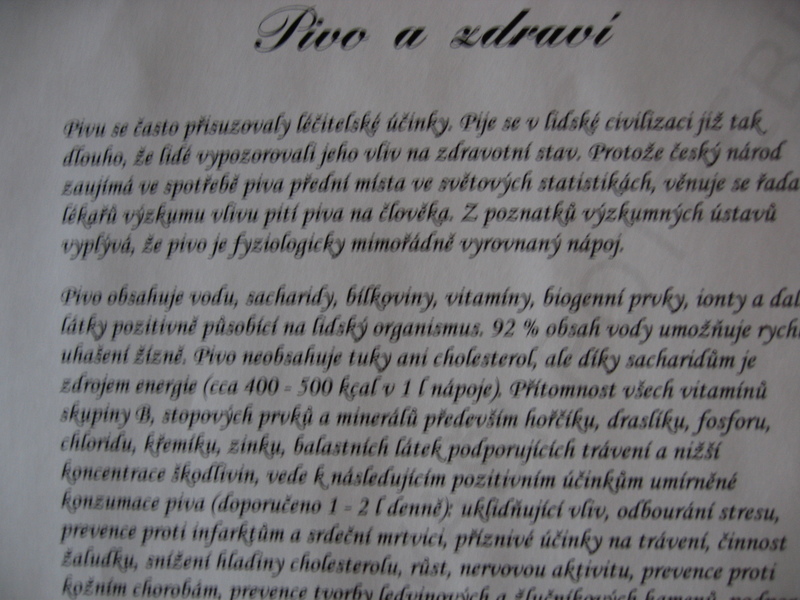 Pivo a zdraví
Pivu se často přisuzovaly léčitelské účinky. Pije se v lidské civilizaci již tak
dlouho, že lidé vypozorovali jeho vliv na zdravotní stav. Protože český národ
zaujímá ve spotřebě piva přední místa ve světových statistikách, věnuje se řada
lékařů výzkumu vlivu pití piva na člověka. Z poznatků výzkumných ústavů
vyplývá, že pivo je fyziologicky mimořádně vyrovnaný nápoj.
Pivo obsahuje vodu, sacharidy, bílkoviny, vitamíny, biogenní prvky, ionty a dal
látky pozitivně působící na lidský organismus. 92 % obsah vody umožňuje rych
uhašení žízně. Pivo neobsahuje tuky ani cholesterol, ale díky sacharidům je
zdrojem energie (cca 400 - 500 kcal v 1 l nápoje). Přítomnost všech vitamínů
skupiny B, stopových prvků a minerálů především hořčíku, draslíku, fosforu,
chloridu, křemíku, zinku, balastních látek podporujících trávení a nižší
koncentrace škodlivin, vede k následujícím pozitivním účinkům umírněné
konzumace piva (doporučeno 1 - 2 l denně): uklidňující vliv, odbourání stresu,
prevence proti infarktům a srdeční mrtvici, příznivé účinky na trávení, činnost
žaludku, snížení hladiny cholesterolu, růst, nervovou aktivitu, prevence proti
kožním chorobám, prevence tvorby ledvinových a žlučníkových kamenů,